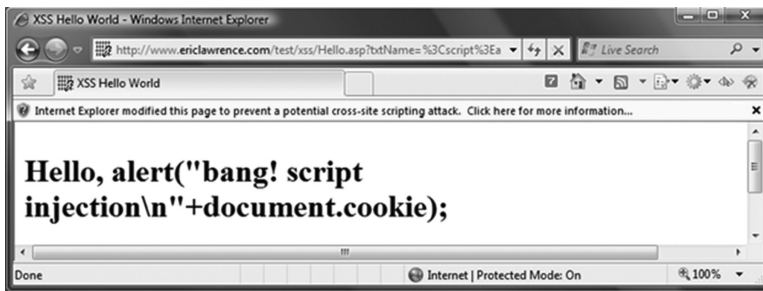 XSS Hello World - Windows Internet Explorer
http://www.ericlawrence.com/test/xss/Hello.asp?txtName=%3Cscript%3Ea
Live Search
XSS Hello World
Internet Explorer modified this page to prevent a potential cross-site scripting attack. Click here for more information...
Hello, alert("bang! script
injection\n"+document.cookie);
Done
Internet | Protected Mode: On
100%